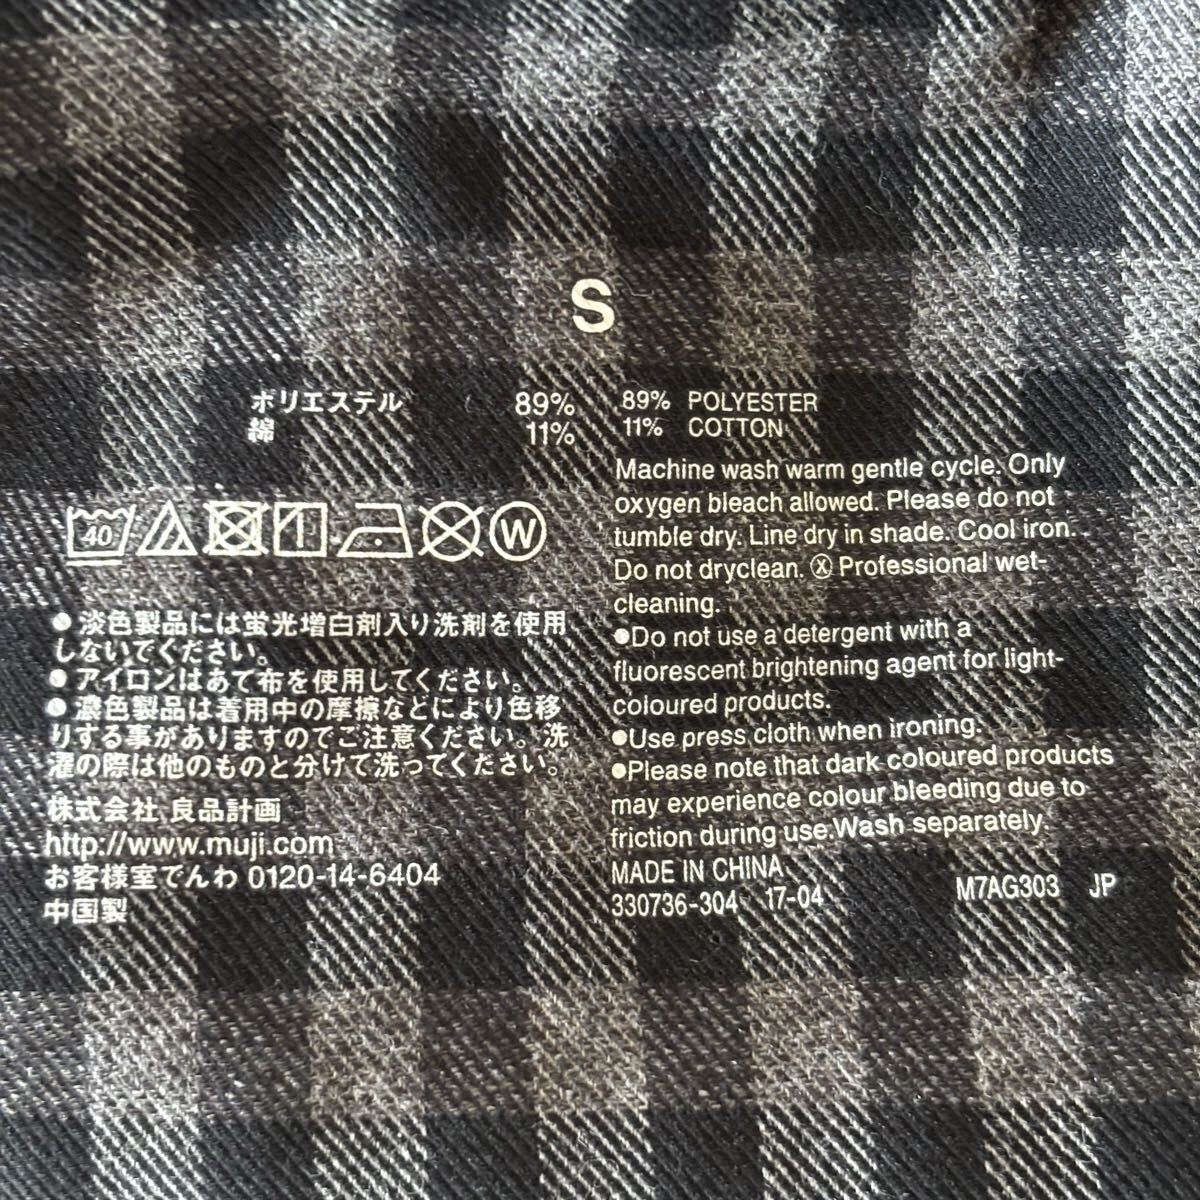 S
ポリエステル 89%
綿 11%
89% POLYESTER
11% COTTON
40
W
●淡色製品には蛍光増白剤入り洗剤を使用
しないでください。
●アイロンはあて布を使用してください。
●濃色製品は着用中の摩擦などにより色移
りする事がありますのでご注意ください。洗
濯の際は他のものと分けて洗ってください。
株式会社 良品計画
http://www.muji.com
お客様室でんわ 0120-14-6404
中国製
Machine wash warm gentle cycle. Only
oxygen bleach allowed. Please do not
tumble dry. Line dry in shade. Cool iron.
Do not dryclean. Ⓧ Professional wet-
cleaning.
●Do not use a detergent with a
fluorescent brightening agent for light-
coloured products.
●Use press cloth when ironing.
●Please note that dark coloured products
may experience colour bleeding due to
friction during use.Wash separately.
MADE IN CHINA
330736-304 17-04 M7AG303 JP